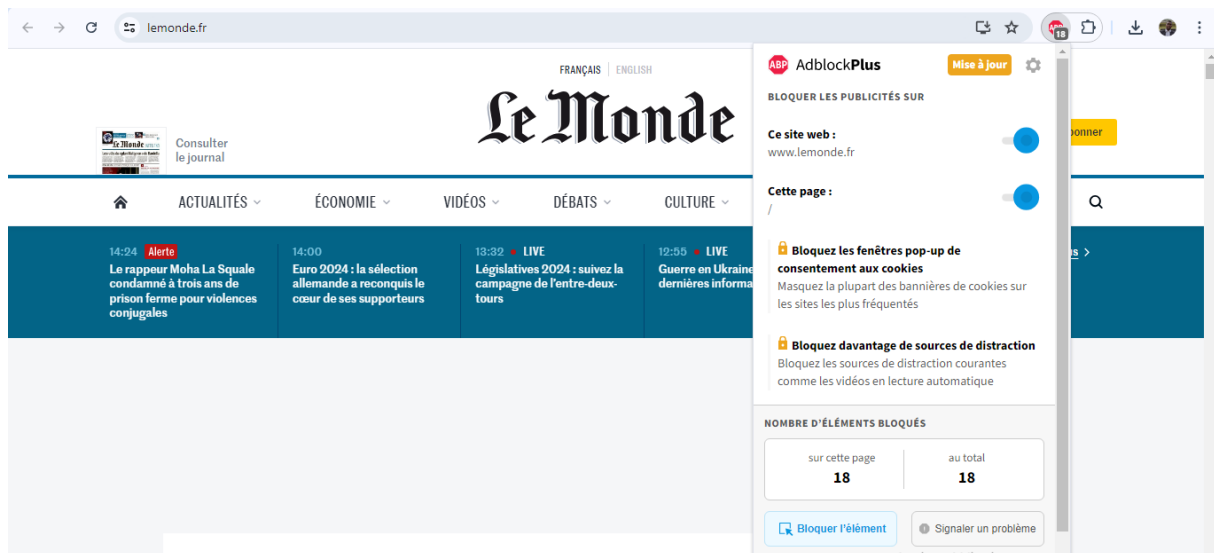 lemonde.fr
18
FRANÇAIS | ENGLISH
Le Monde
Consulter
le journal
ACTUALITÉS
ÉCONOMIE
VIDÉOS
DÉBATS
CULTURE
14:24 Alerte
Le rappeur Moha La Squale
condamné à trois ans de
prison ferme pour violences
conjugales
14:00
Euro 2024 : la sélection
allemande a reconquis le
cœur de ses supporteurs
13:32 • LIVE
Législatives 2024 : suivez la
campagne de l'entre-deux-
tours
12:55 • LIVE
Guerre en Ukraine
dernières informa
ABP AdblockPlus
Mise à jour
BLOQUER LES PUBLICITÉS SUR
Ce site web :
www.lemonde.fr
Cette page :
/
Bloquez les fenêtres pop-up de
consentement aux cookies
Masquez la plupart des bannières de cookies sur
les sites les plus fréquentés
Bloquez davantage de sources de distraction
Bloquez les sources de distraction courantes
comme les vidéos en lecture automatique
NOMBRE D'ÉLÉMENTS BLOQUÉS
sur cette page
18
au total
18
Bloquer l'élément
Signaler un problème
onner
s >